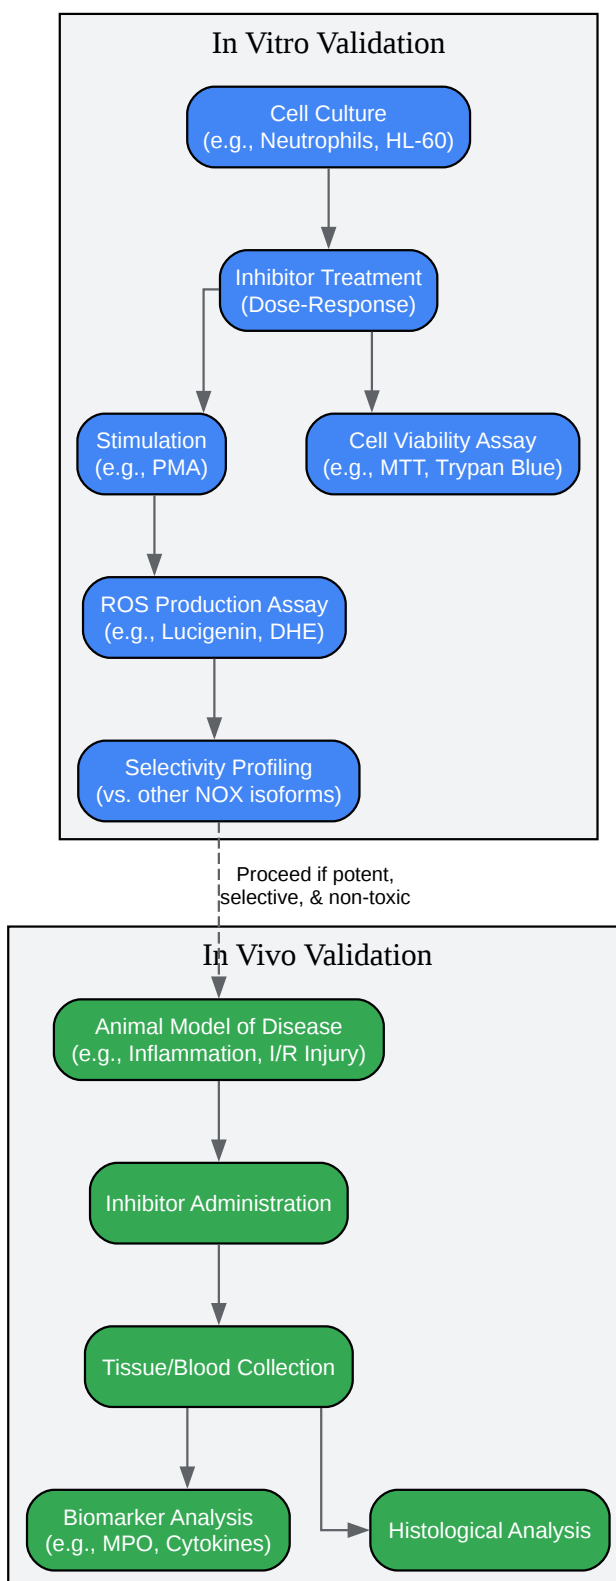 In Vitro Validation
Cell Culture
(e.g., Neutrophils, HL-60)
Inhibitor Treatment
(Dose-Response)
Stimulation
(e.g., PMA)
Cell Viability Assay
(e.g., MTT, Trypan Blue)
ROS Production Assay
(e.g., Lucigenin, DHE)
Selectivity Profiling
(vs. other NOX isoforms)
Proceed if potent,
selective, & non-toxic
In Vivo Validation
Animal Model of Disease
(e.g., Inflammation, I/R Injury)
Inhibitor Administration
Tissue/Blood Collection
Biomarker Analysis
(e.g., MPO, Cytokines)
Histological Analysis